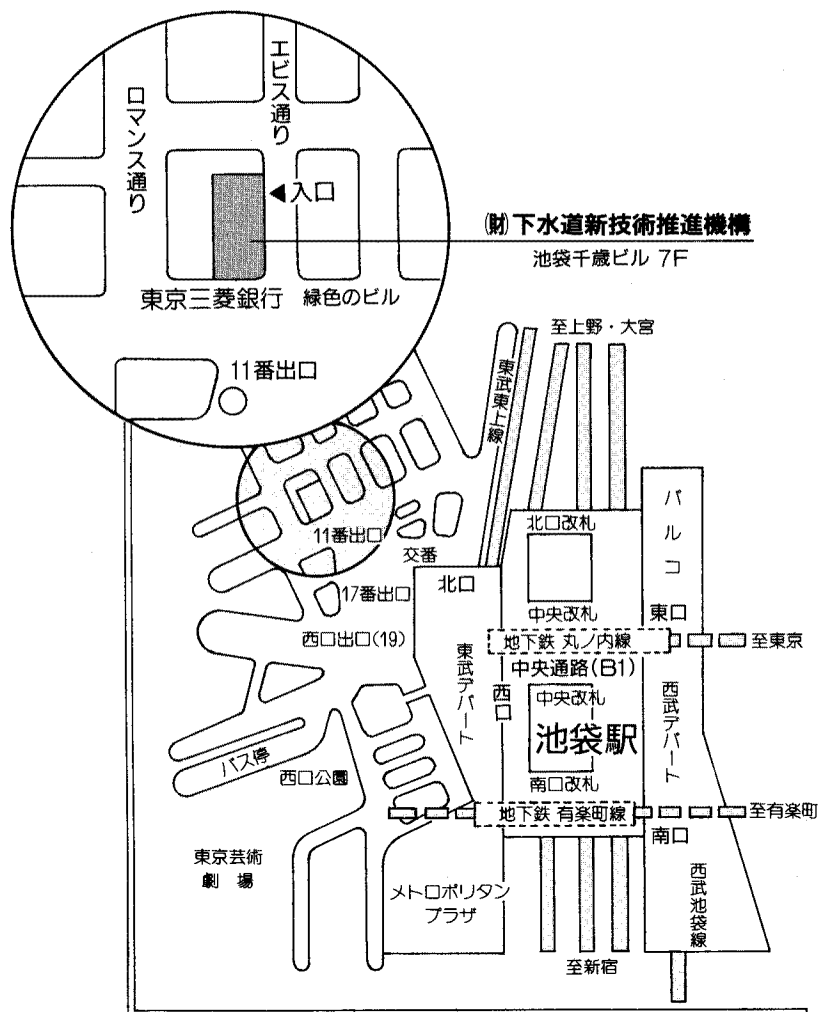 エビス通り
ロマンス通り
入口
(財)下水道新技術推進機構
池袋千歳ビル 7F
東京三菱銀行
緑色のビル
11番出口
至上野・大宮
東武東上線
パルコ
北口改札
11番出口
交番
北口
17番出口
中央改札
東口
西口出口(19)
地下鉄 丸ノ内線
至東京
中央通路(B1)
東武デパート
西口
中央改札
西武デパート
池袋駅
バス停
西口公園
南口改札
地下鉄 有楽町線
至有楽町
南口
東京芸術
劇場
メトロポリタン
プラザ
西武池袋線
至新宿